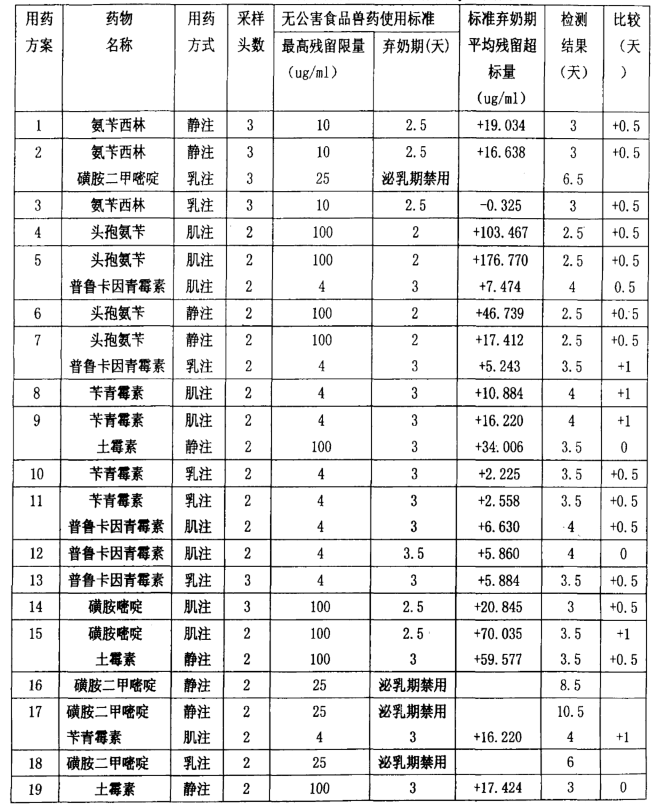 用药 药物 用药 采样 无公害食品兽药使用标准 标准弃奶期 检测 比较
方案 名称 方式 头数 最高残留限量 弃奶期(天) 平均残留超 结果 (天
(ug/ml) 标量 (天) )
(ug/ml)
1 氨苄西林 静注 3 10 2.5 +19.034 3 +0.5
2 氨苄西林 静注 3 10 2.5 +16.638 3 +0.5
磺胺二甲嘧啶 乳注 3 25 泌乳期禁用 6.5
3 氨苄西林 乳注 3 10 2.5 -0.325 3 +0.5
4 头孢氨苄 肌注 2 100 2 +103.467 2.5 +0.5
5 头孢氨苄 肌注 2 100 2 +176.770 2.5 +0.5
普鲁卡因青霉素 肌注 2 4 3 +7.474 4 0.5
6 头孢氨苄 静注 2 100 2 +46.739 2.5 +0.5
7 头孢氨苄 静注 2 100 2 +17.412 2.5 +0.5
普鲁卡因青霉素 乳注 2 4 3 +5.243 3.5 +1
8 苄青霉素 肌注 2 4 3 +10.884 4 +1
9 苄青霉素 肌注 2 4 3 +16.220 4 +1
土霉素 静注 2 100 3 +34.006 3.5 0
10 苄青霉素 乳注 2 4 3 +2.225 3.5 +0.5
11 苄青霉素 乳注 2 4 3 +2.558 3.5 +0.5
普鲁卡因青霉素 肌注 2 4 3 +6.630 4 +0.5
12 普鲁卡因青霉素 肌注 2 4 3.5 +5.860 4 0
13 普鲁卡因青霉素 乳注 3 4 3 +5.884 3.5 +0.5
14 磺胺嘧啶 肌注 3 100 2.5 +20.845 3 +0.5
15 磺胺嘧啶 肌注 2 100 2.5 +70.035 3.5 +1
土霉素 静注 2 100 3 +59.577 3.5 +0.5
16 磺胺二甲嘧啶 静注 2 25 泌乳期禁用 8.5
17 磺胺二甲嘧啶 静注 2 25 泌乳期禁用 10.5
苄青霉素 肌注 2 4 3 +16.220 4 +1
18 磺胺二甲嘧啶 乳注 2 25 泌乳期禁用 6
19 土霉素 静注 2 100 3 +17.424 3 0